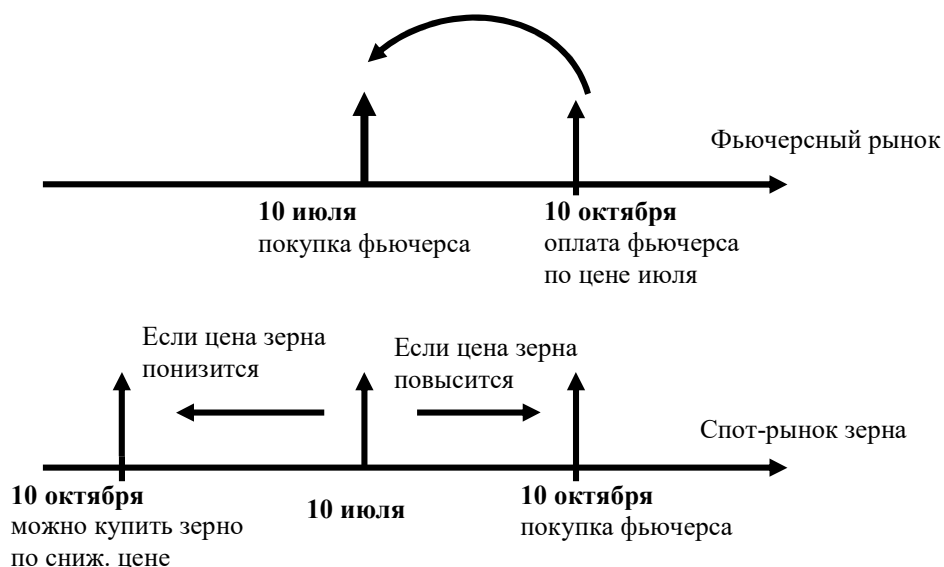 Фьючерсный рынок
10 июля
покупка фьючерса
10 октября
оплата фьючерса
по цене июля
Если цена зерна
понизится
Если цена зерна
повысится
Спот-рынок зерна
10 октября
можно купить зерно
по сниж. цене
10 июля
10 октября
покупка фьючерса